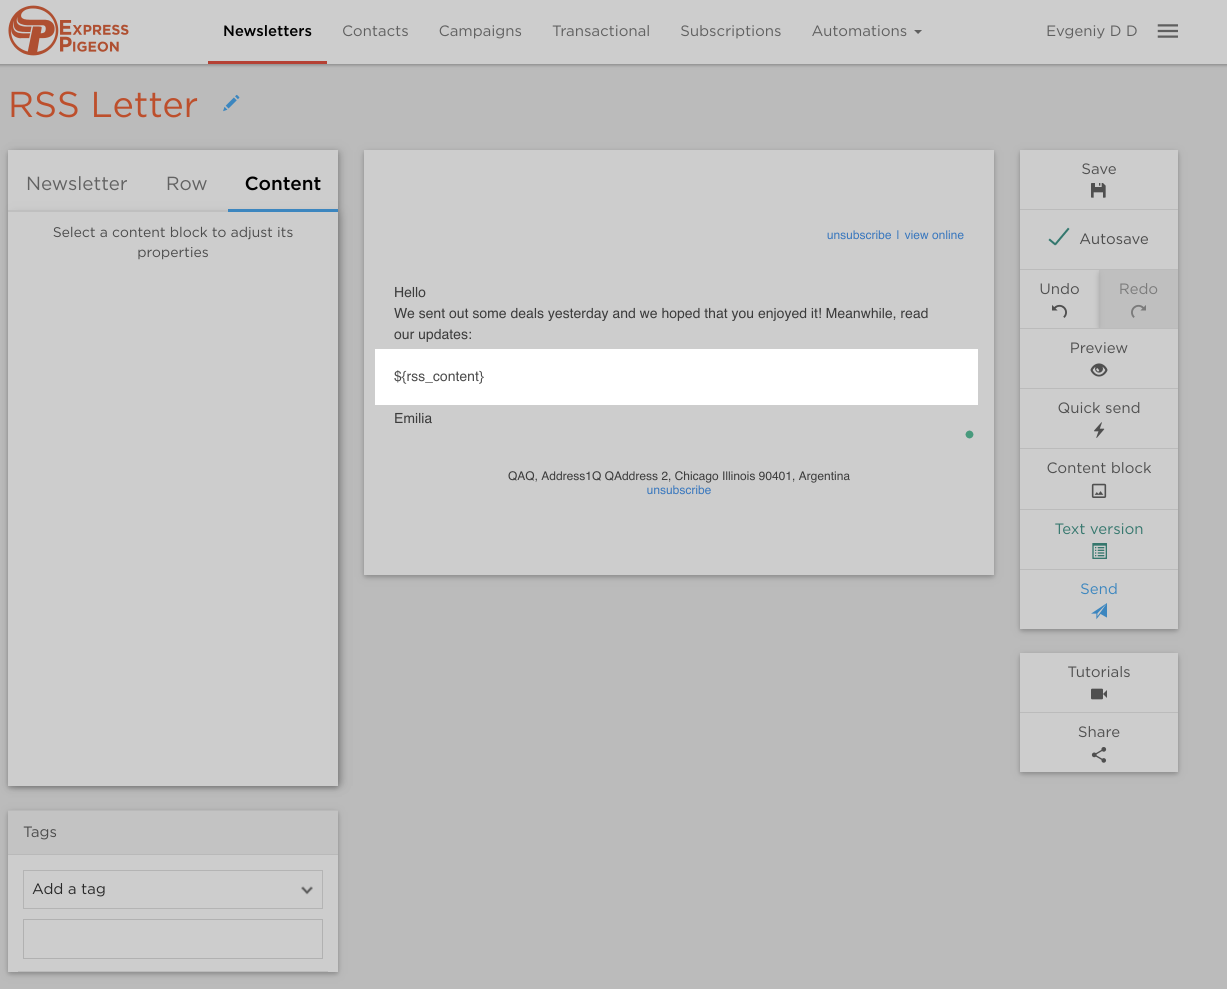 EXPRESS
PIGEON
Newsletters Contacts Campaigns Transactional Subscriptions Automations Evgeniy D D
RSS Letter
Newsletter Row Content
Select a content block to adjust its
properties
unsubscribe | view online
Hello
We sent out some deals yesterday and we hoped that you enjoyed it! Meanwhile, read
our updates:
${rss_content}
Emilia
QAQ, Address1Q QAddress 2, Chicago Illinois 90401, Argentina
unsubscribe
Save
Autosave
Undo Redo
Preview
Quick send
Content block
Text version
Send
Tutorials
Share
Tags
Add a tag